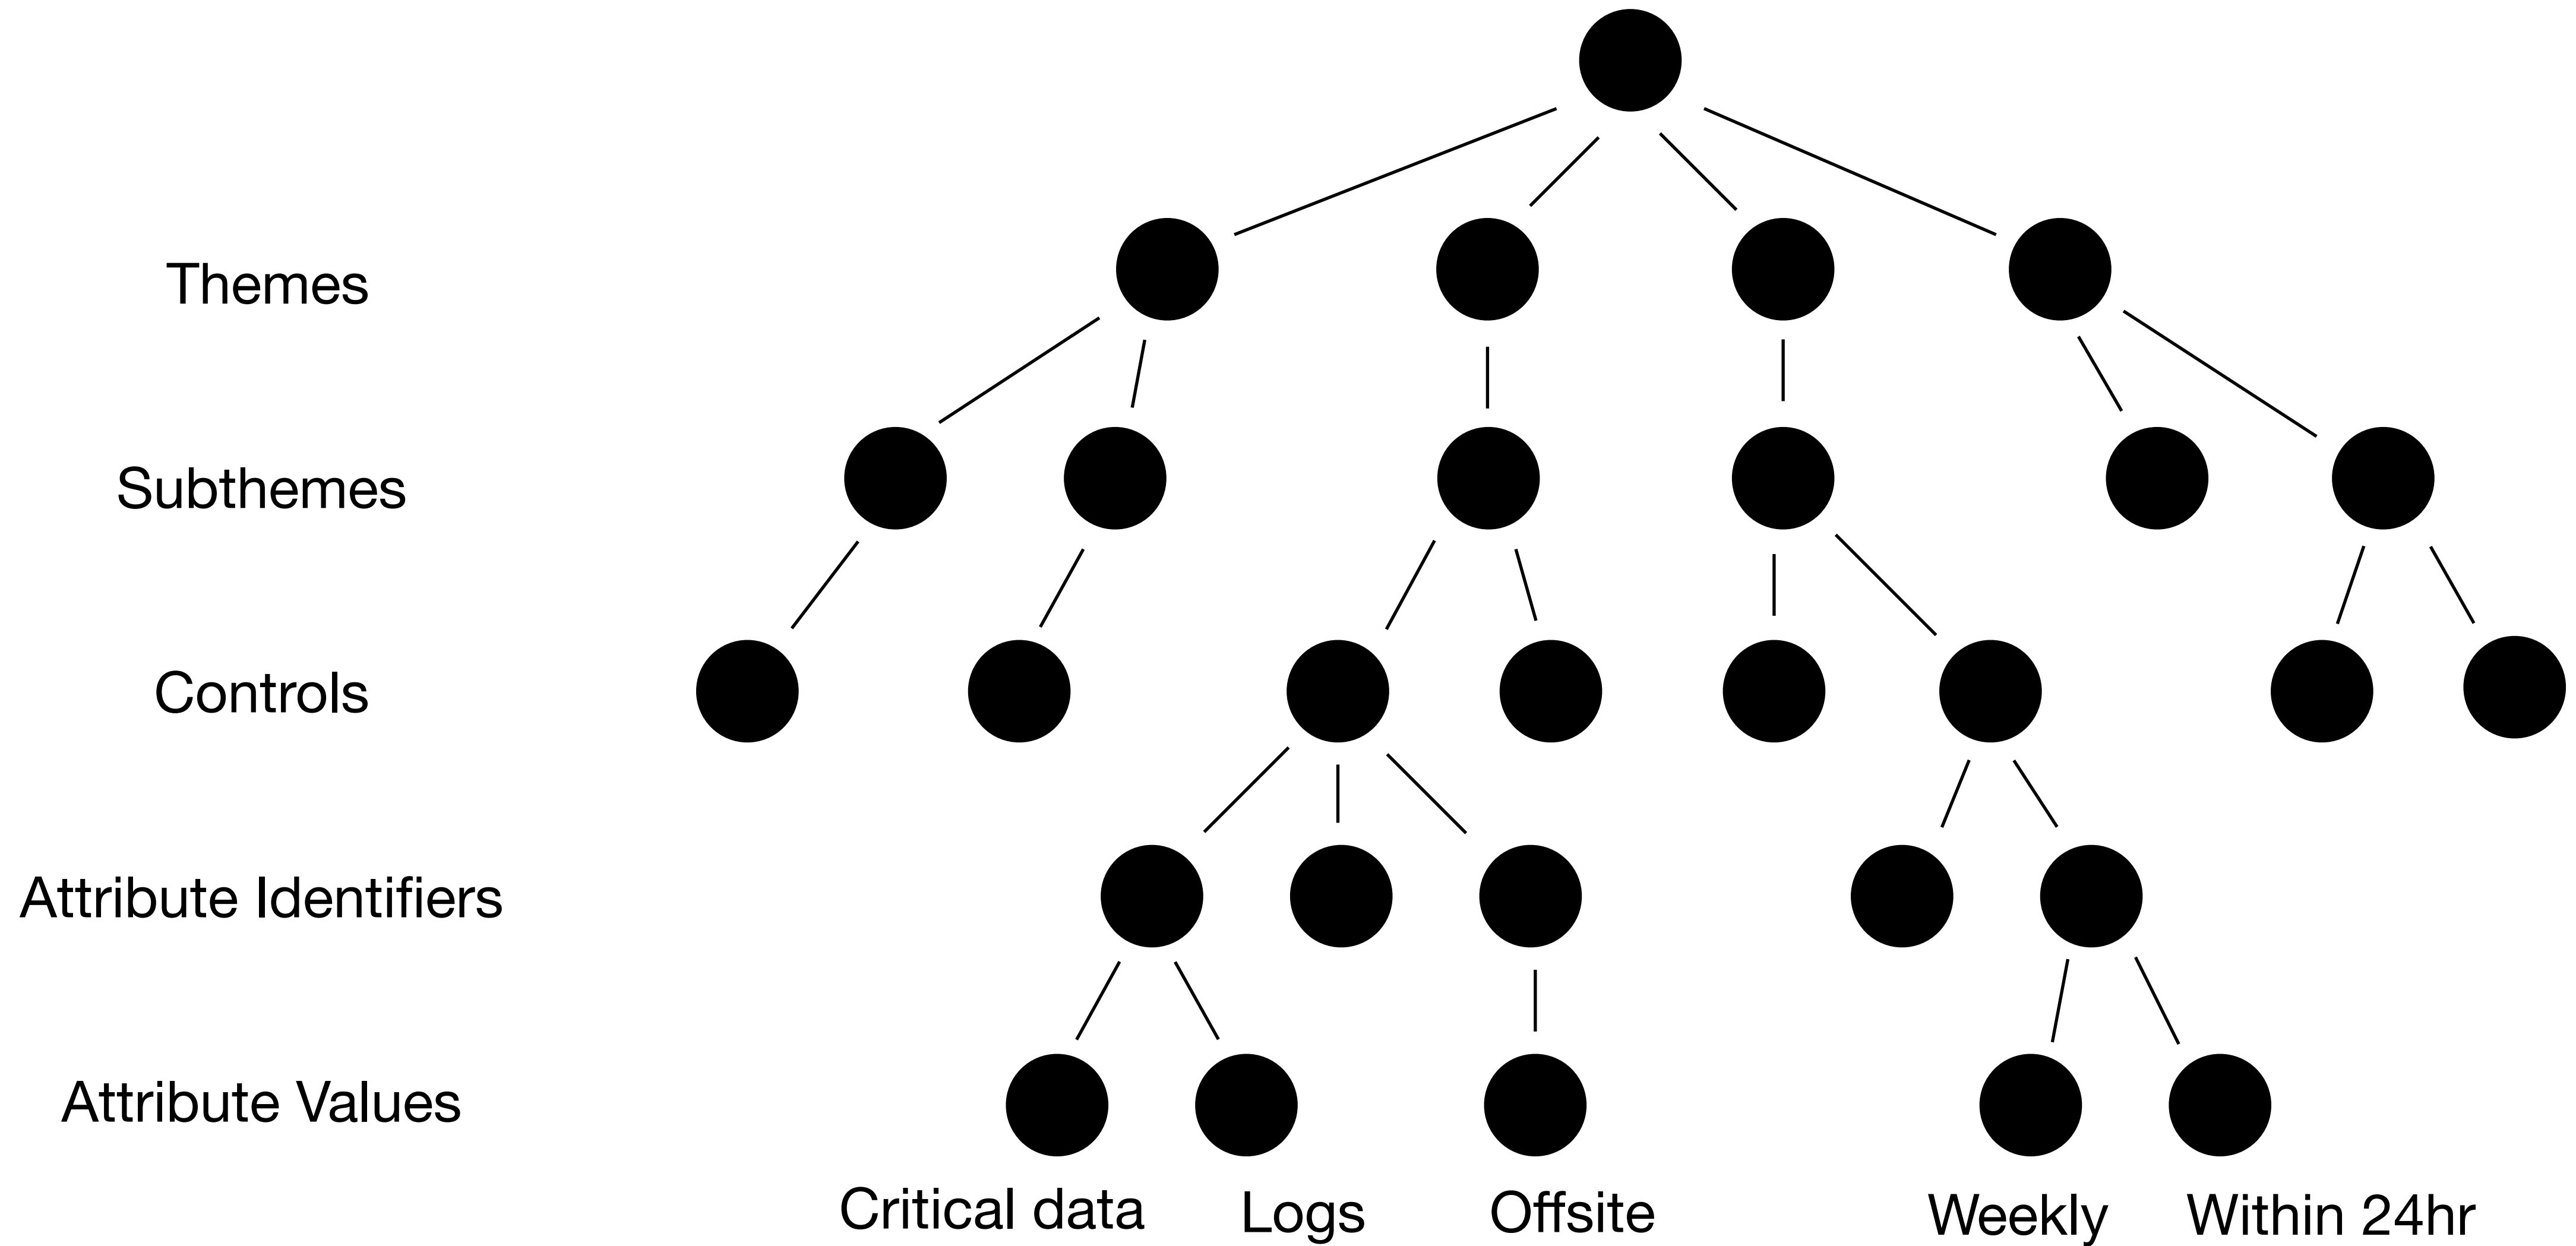 Themes
Subthemes
Controls
Attribute Identifiers
Attribute Values
Critical data
Logs
Offsite
Weekly
Within 24hr